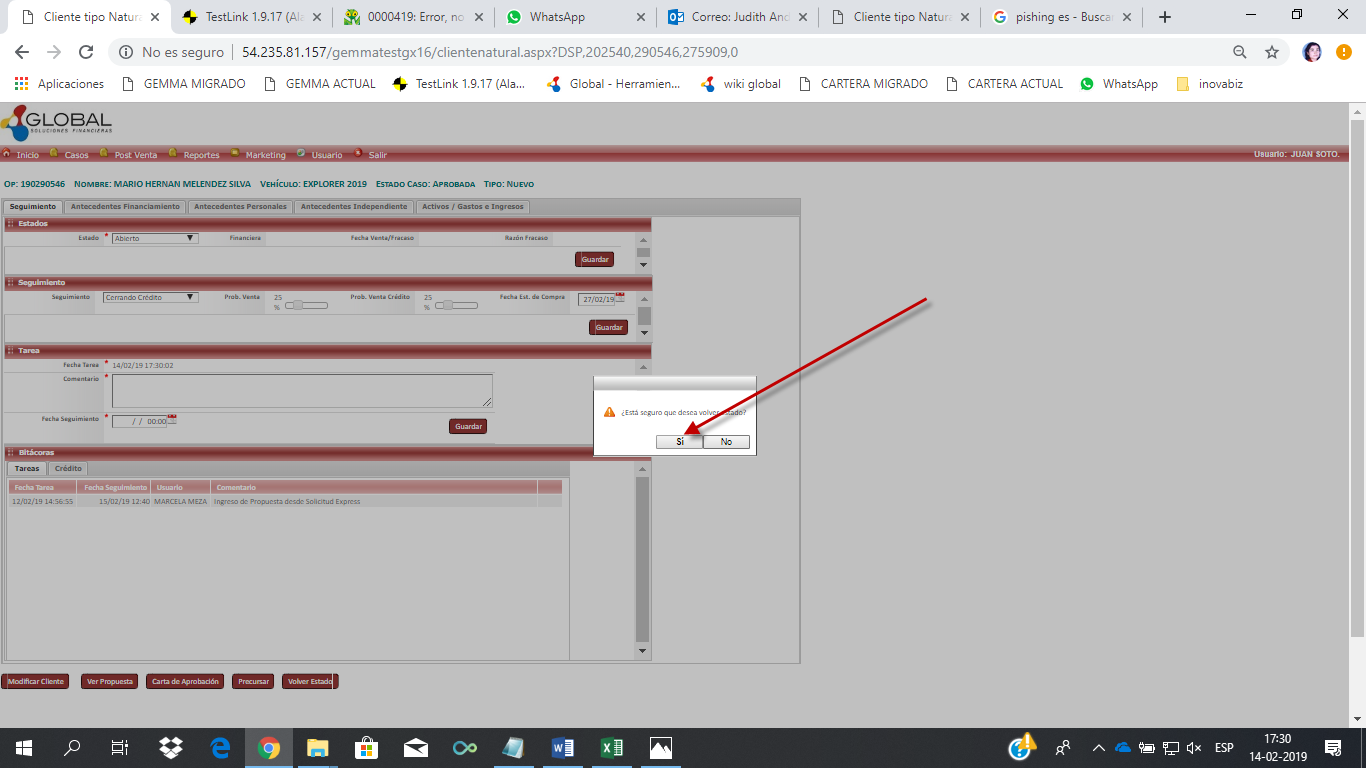 Cliente tipo Natura
TestLink 1.9.17 (Ala
0000419: Error, no
WhatsApp
Correo: Judith And
Cliente tipo Natura
pishing es - Buscar
No es seguro
54.235.81.157/gemmatestgx16/clientenatural.aspx?DSP,202540,290546,275909,0
Aplicaciones
GEMMA MIGRADO
GEMMA ACTUAL
TestLink 1.9.17 (Ala...
Global - Herramien...
wiki global
CARTERA MIGRADO
CARTERA ACTUAL
WhatsApp
inovabiz
GLOBAL
SOLUCIONES FINANCIERAS
Inicio Casos Post Venta Reportes Marketing Usuario Salir
Usuario: JUAN SOTO.
Op: 190290546 Nombre: MARIO HERNAN MELENDEZ SILVA Vehículo: EXPLORER 2019 Estado Caso: Aprobada Tipo: Nuevo
Seguimiento Antecedentes Financiamiento Antecedentes Personales Antecedentes Independiente Activos / Gastos e Ingresos
Estados
Estado * Abierto Financiera Fecha Venta/Fracaso Razón Fracaso
Guardar
Seguimiento
Seguimiento Cerrando Crédito Prob. Venta 25 % Prob. Venta Crédito 25 % Fecha Est. de Compra 27/02/19
Guardar
Tarea
Fecha Tarea * 14/02/19 17:30:02
Comentario *
Fecha Seguimiento * / / 00:00
Guardar
¿Está seguro que desea volver estado?
Sí No
Bitácoras
Tareas Crédito
Fecha Tarea Fecha Seguimiento Usuario Comentario
12/02/19 14:56:55 15/02/19 12:40 MARCELA MEZA Ingreso de Propuesta desde Solicitud Express
Modificar Cliente Ver Propuesta Carta de Aprobación Precursar Volver Estado
ESP
17:30
14-02-2019